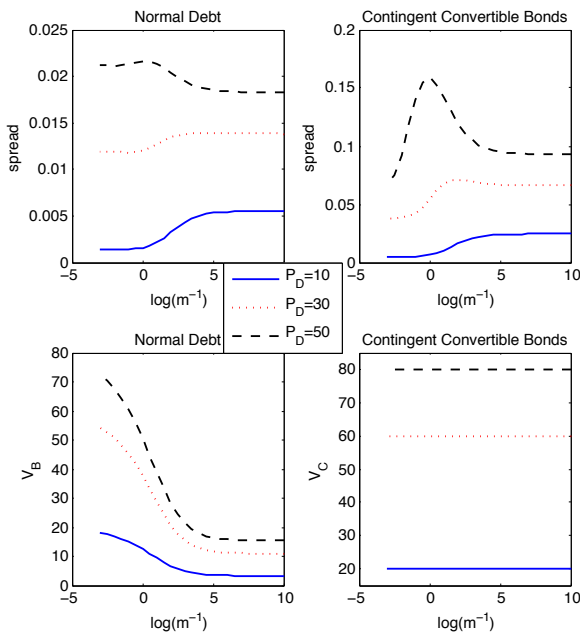 Normal Debt
0.025
0.02
0.015
0.01
0.005
0
spread
−5 0 5 10
log(m⁻¹)
Contingent Convertible Bonds
0.2
0.15
0.1
0.05
0
spread
−5 0 5 10
log(m⁻¹)
P_D=10
P_D=30
P_D=50
Normal Debt
80
70
60
50
40
30
20
10
0
V_B
−5 0 5 10
log(m⁻¹)
Contingent Convertible Bonds
80
70
60
50
40
30
20
V_C
−5 0 5 10
log(m⁻¹)